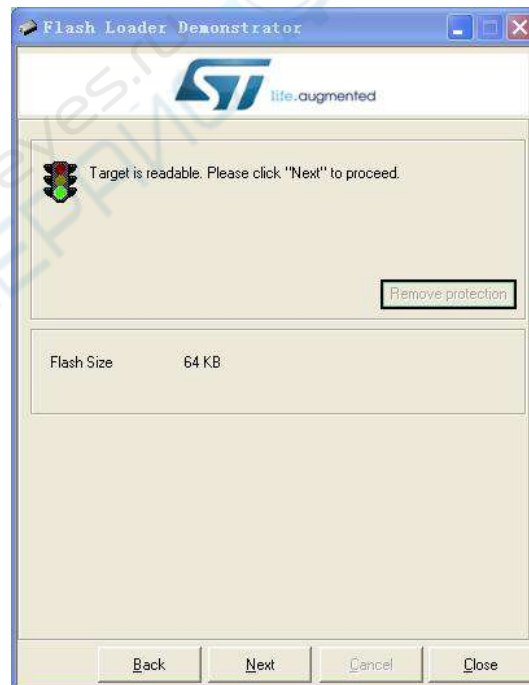 Flash Loader Demonstrator
ST life.augmented
Target is readable. Please click "Next" to proceed.
Remove protection
Flash Size 64 KB
Back Next Cancel Close